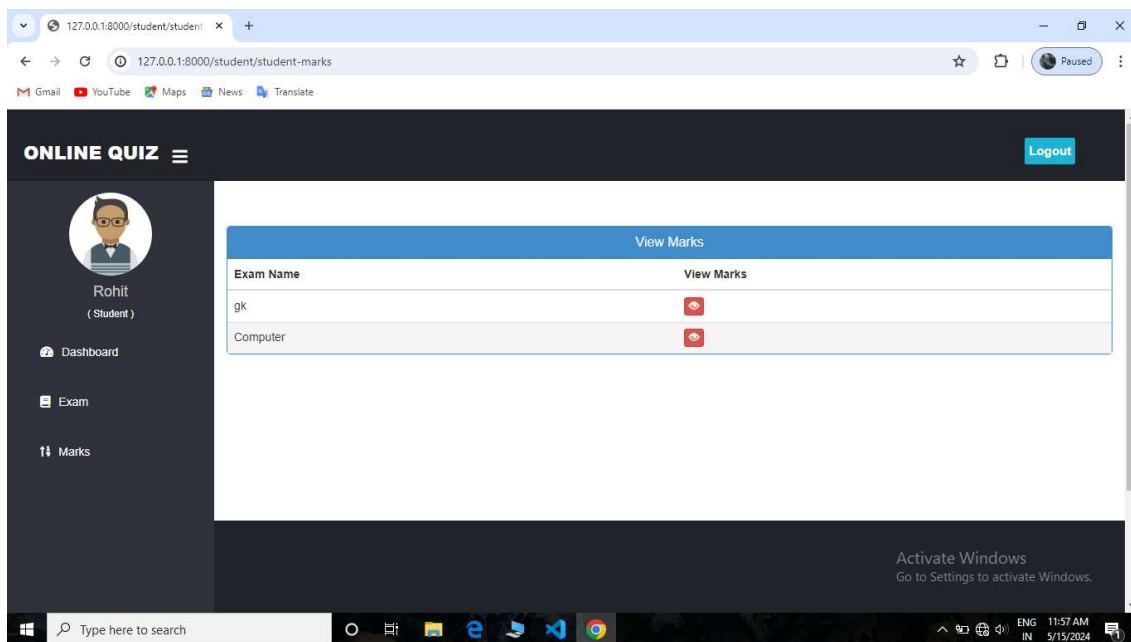 127.0.0.1:8000/student/student
127.0.0.1:8000/student/student-marks
Paused
Gmail YouTube Maps News Translate
ONLINE QUIZ
Logout
Rohit
( Student )
Dashboard
Exam
Marks
View Marks
Exam Name View Marks
gk
Computer
Activate Windows
Go to Settings to activate Windows.
Type here to search
ENG 11:57 AM
IN 5/15/2024